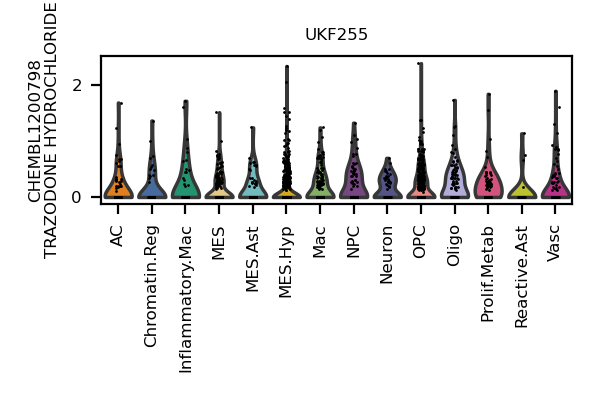 UKF255
CHEMBL1200798
TRAZODONE HYDROCHLORIDE
2
0
AC
Chromatin.Reg
Inflammatory.Mac
MES
MES.Ast
MES.Hyp
Mac
NPC
Neuron
OPC
Oligo
Prolif.Metab
Reactive.Ast
Vasc